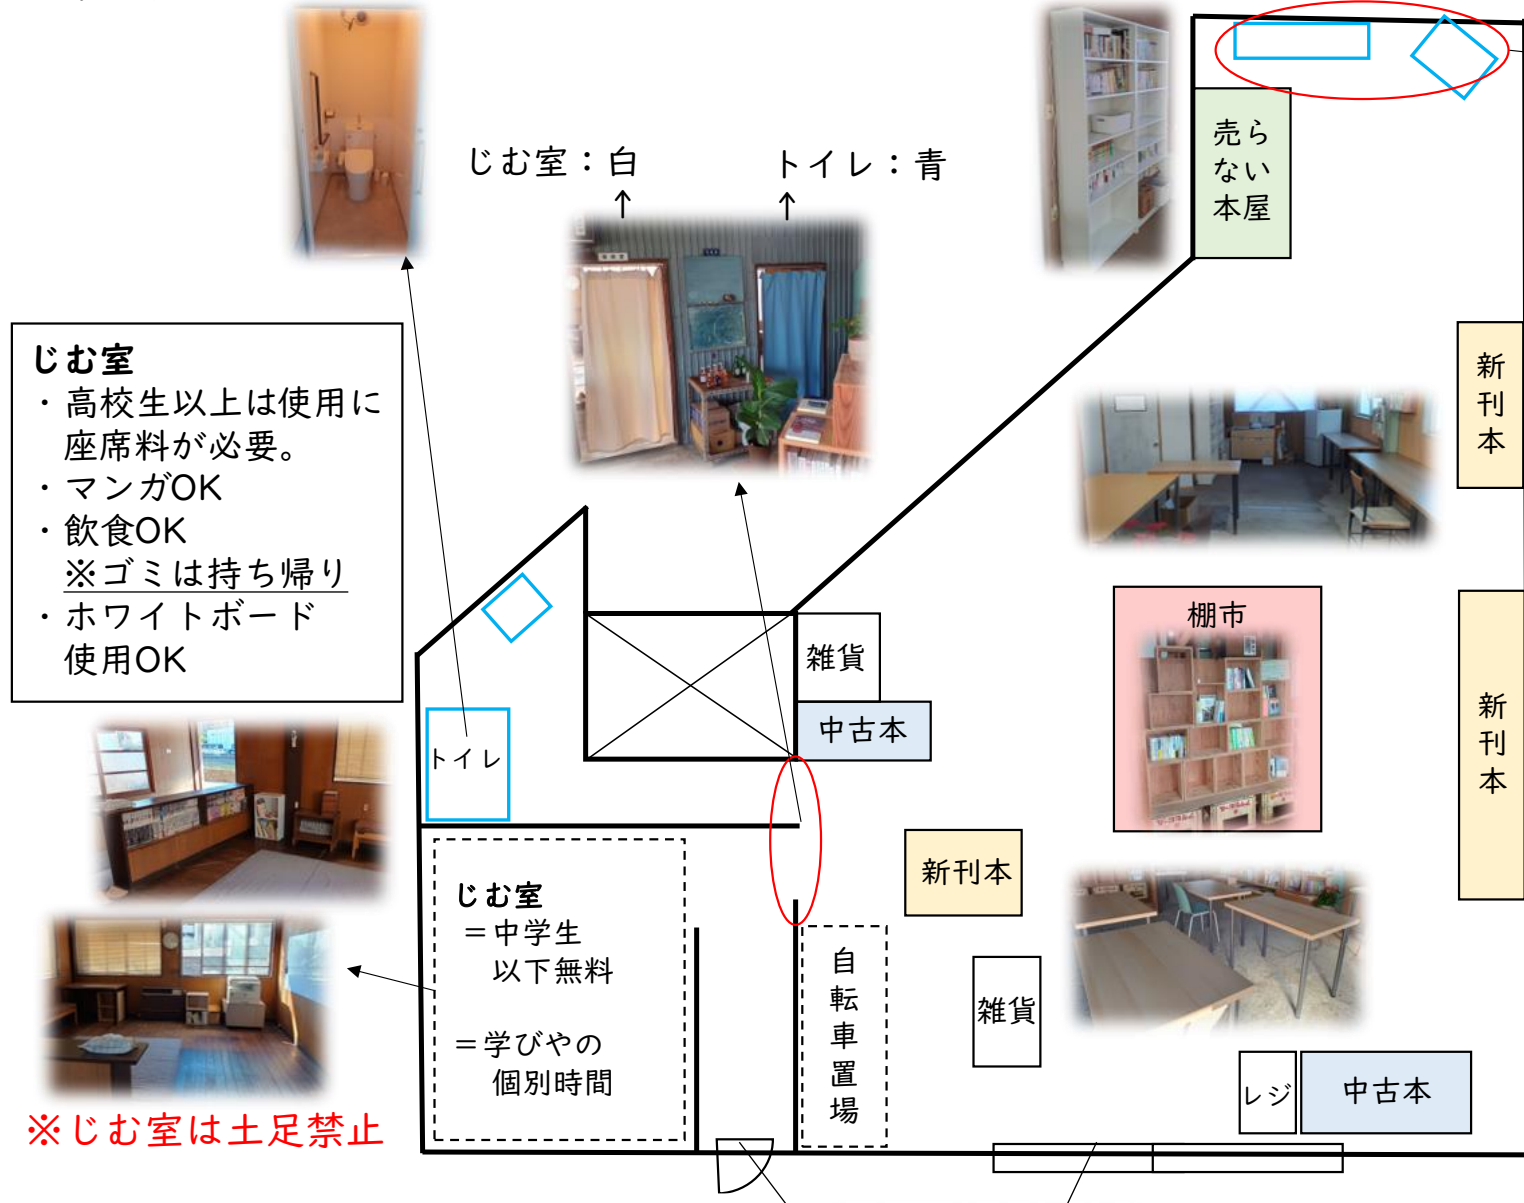 じむ室：白
トイレ：青
↑
↑
売ら
ない
本屋
じむ室
・高校生以上は使用に
座席料が必要。
・マンガOK
・飲食OK
※ゴミは持ち帰り
・ホワイトボード
使用OK
新刊本
棚市
雑貨
中古本
トイレ
新刊本
新刊本
じむ室
＝中学生
以下無料
＝学びやの
個別時間
自転車置場
雑貨
レジ
中古本
※じむ室は土足禁止